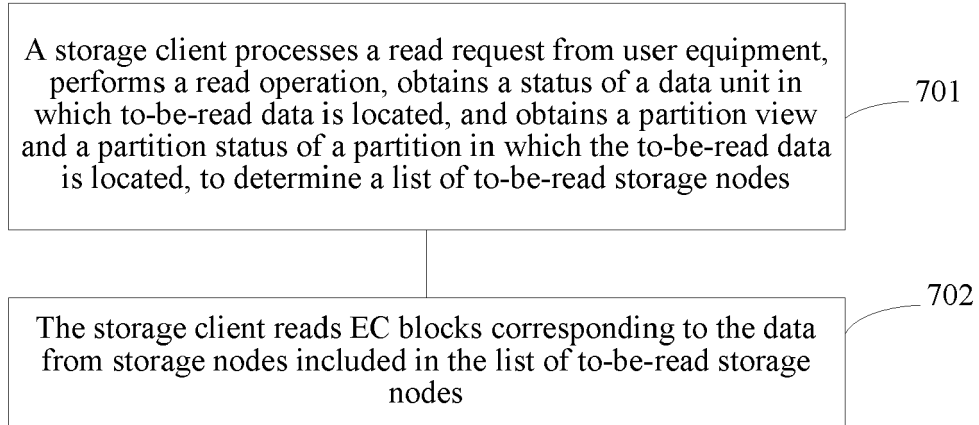 A storage client processes a read request from user equipment,
performs a read operation, obtains a status of a data unit in
which to-be-read data is located, and obtains a partition view
and a partition status of a partition in which the to-be-read data
is located, to determine a list of to-be-read storage nodes
701
The storage client reads EC blocks corresponding to the data
from storage nodes included in the list of to-be-read storage
nodes
702